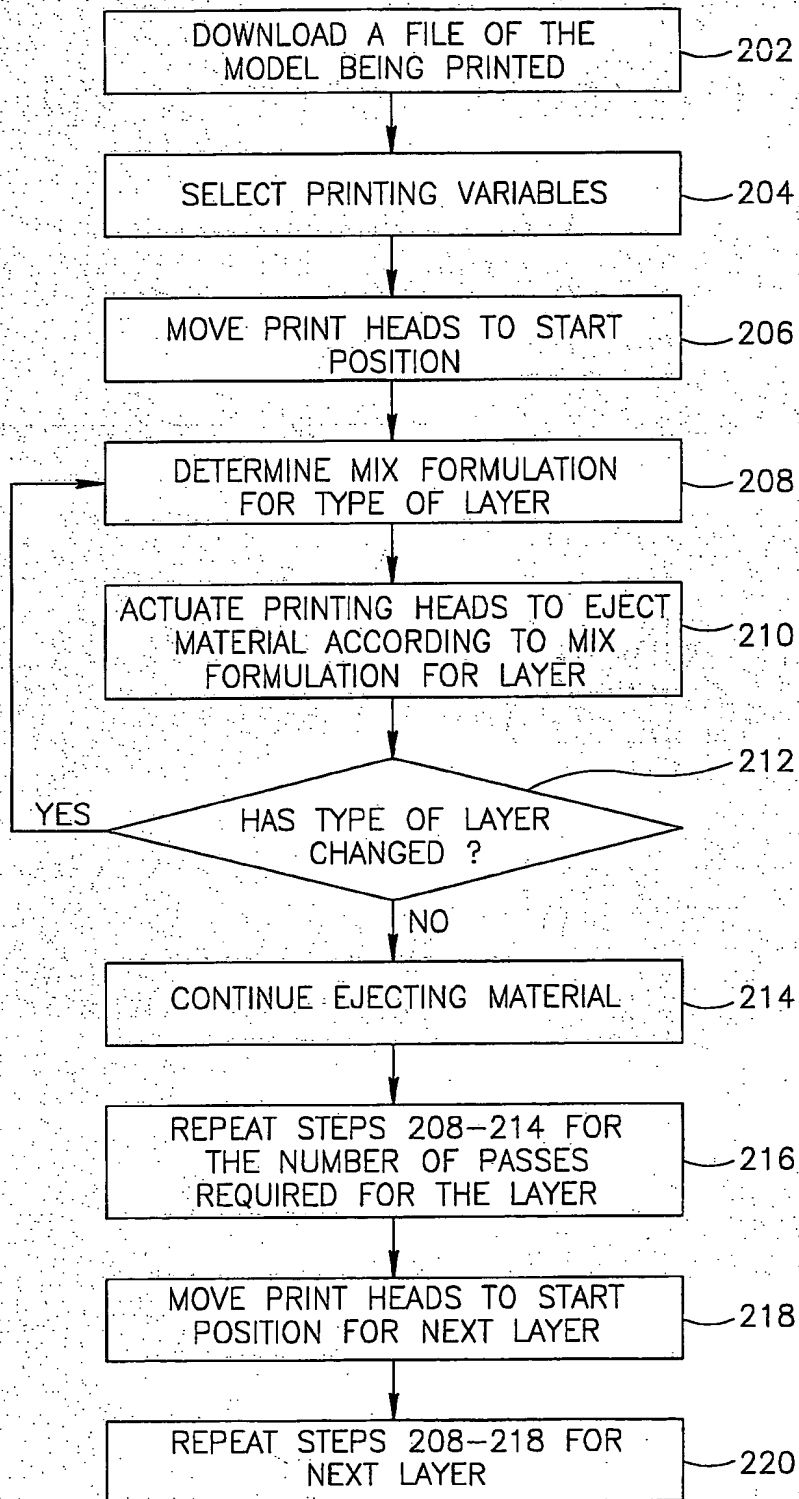 DOWNLOAD A FILE OF THE
MODEL BEING PRINTED
202
SELECT PRINTING VARIABLES
204
MOVE PRINT HEADS TO START
POSITION
206
DETERMINE MIX FORMULATION
FOR TYPE OF LAYER
208
ACTUATE PRINTING HEADS TO EJECT
MATERIAL ACCORDING TO MIX
FORMULATION FOR LAYER
210
212
YES
HAS TYPE OF LAYER
CHANGED ?
NO
CONTINUE EJECTING MATERIAL
214
REPEAT STEPS 208-214 FOR
THE NUMBER OF PASSES
REQUIRED FOR THE LAYER
216
MOVE PRINT HEADS TO START
POSITION FOR NEXT LAYER
218
REPEAT STEPS 208-218 FOR
NEXT LAYER
220